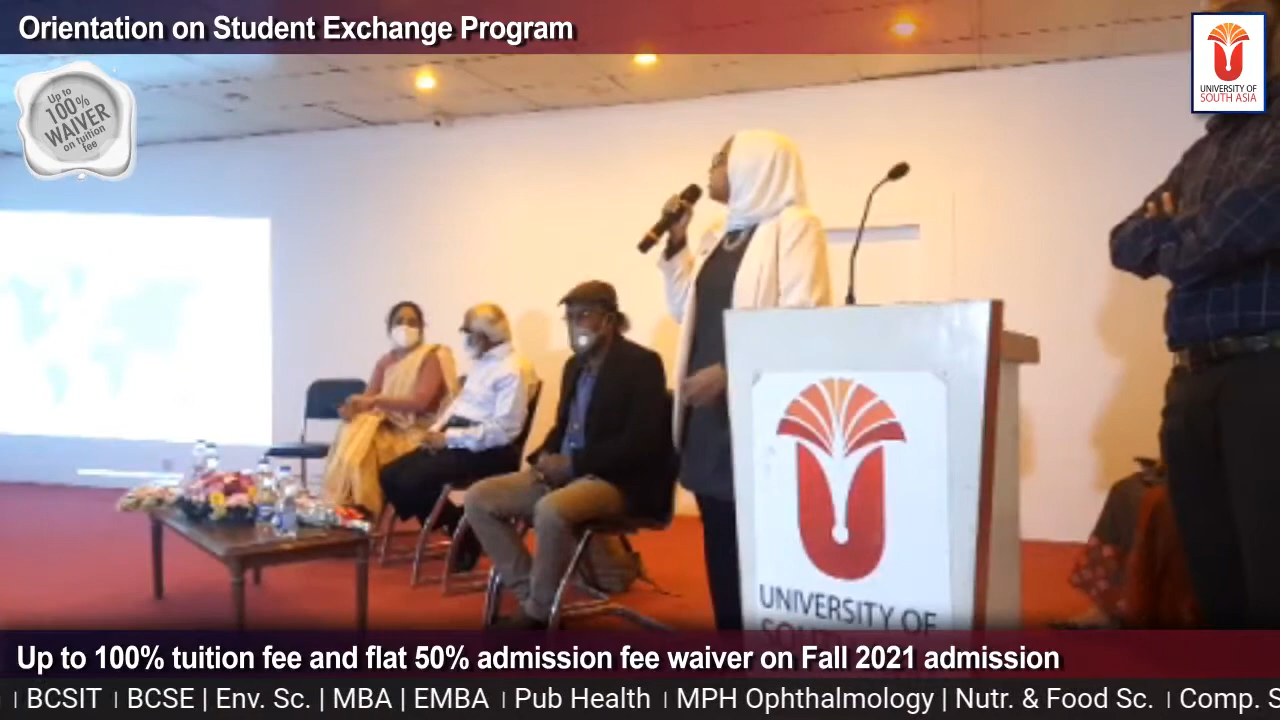 Orientation on Student Exchange Program
UNIVERSITY OF
SOUTH ASIA
Up to
100%
WAIVER
on tuition
fee
UNIVERSITY OF
Up to 100% tuition fee and flat 50% admission fee waiver on Fall 2021 admission
BCSIT | BCSE | Env. Sc. | MBA | EMBA | Pub Health | MPH Ophthalmology | Nutr. & Food Sc. | Comp. S